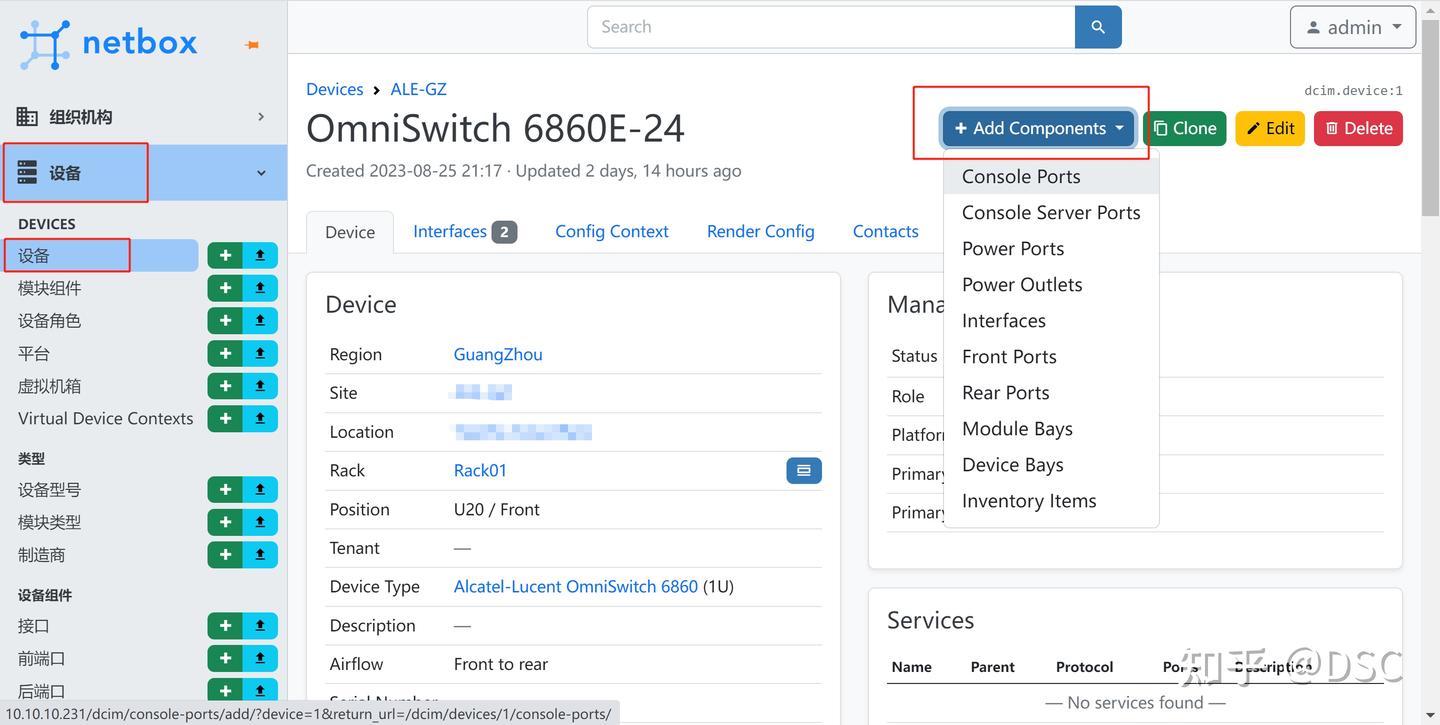 netbox
Search
admin
组织机构
设备
DEVICES
设备
模块组件
设备角色
平台
虚拟机箱
Virtual Device Contexts
类型
设备型号
模块类型
制造商
设备组件
接口
前端口
后端口
Devices > ALE-GZ
dcim.device:1
OmniSwitch 6860E-24
+ Add Components
Clone
Edit
Delete
Created 2023-08-25 21:17 · Updated 2 days, 14 hours ago
Console Ports
Console Server Ports
Power Ports
Power Outlets
Interfaces
Front Ports
Rear Ports
Module Bays
Device Bays
Inventory Items
Device
Interfaces 2
Config Context
Render Config
Contacts
Device
Region GuangZhou
Site
Location
Rack Rack01
Position U20 / Front
Tenant —
Device Type Alcatel-Lucent OmniSwitch 6860 (1U)
Description —
Airflow Front to rear
Serial Number
Mana
Status
Role
Platfor
Primary
Primary
Services
Name Parent Protocol Ports Description
— No services found —
知乎 @DSC
10.10.10.231/dcim/console-ports/add/?device=1&return_url=/dcim/devices/1/console-ports/